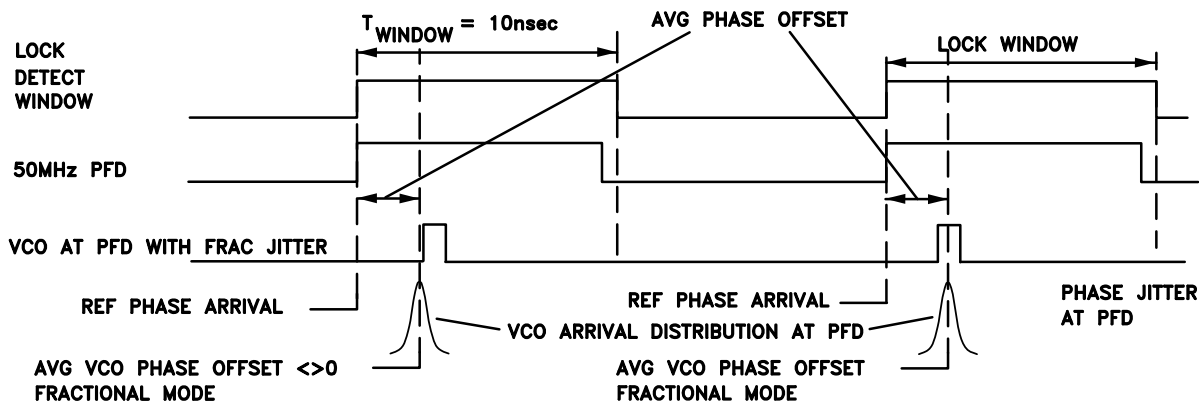 T WINDOW = 10nsec
AVG PHASE OFFSET
LOCK
DETECT
WINDOW
LOCK WINDOW
50MHz PFD
VCO AT PFD WITH FRAC JITTER
REF PHASE ARRIVAL
REF PHASE ARRIVAL
PHASE JITTER
AT PFD
VCO ARRIVAL DISTRIBUTION AT PFD
AVG VCO PHASE OFFSET <>0
FRACTIONAL MODE
AVG VCO PHASE OFFSET
FRACTIONAL MODE